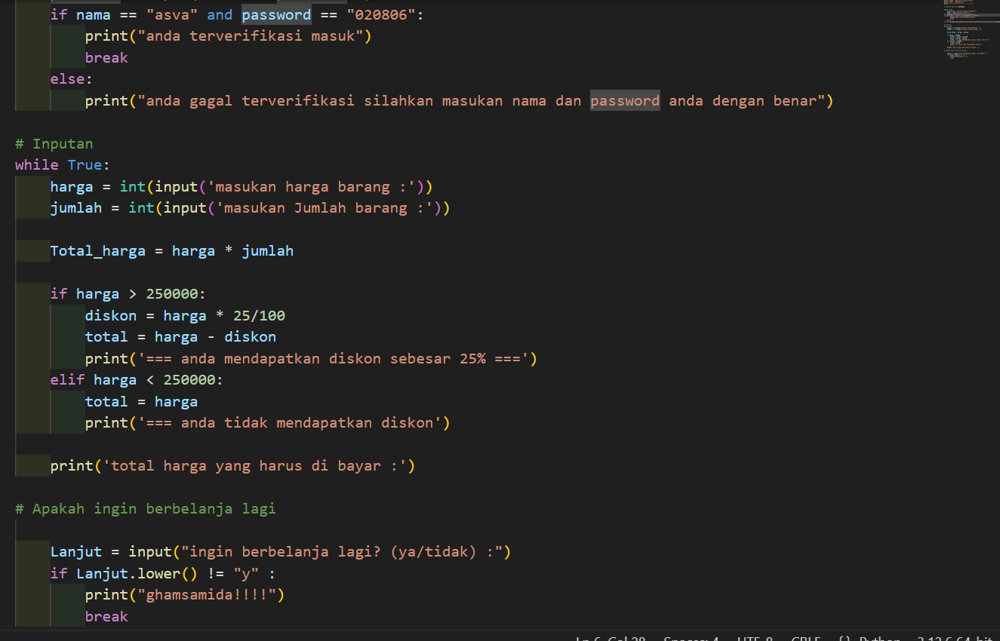 if nama == "asva" and password == "020806":
print("anda terverifikasi masuk")
break
else:
print("anda gagal terverifikasi silahkan masukan nama dan password anda dengan benar")
# Inputan
while True:
harga = int(input('masukan harga barang :'))
jumlah = int(input('masukan Jumlah barang :'))
Total_harga = harga * jumlah
if harga > 250000:
diskon = harga * 25/100
total = harga - diskon
print('=== anda mendapatkan diskon sebesar 25% ===')
elif harga < 250000:
total = harga
print('=== anda tidak mendapatkan diskon')
print('total harga yang harus di bayar :')
# Apakah ingin berbelanja lagi
Lanjut = input("ingin berbelanja lagi? (ya/tidak) :")
if Lanjut.lower() != "y" :
print("ghamsamida!!!!")
break